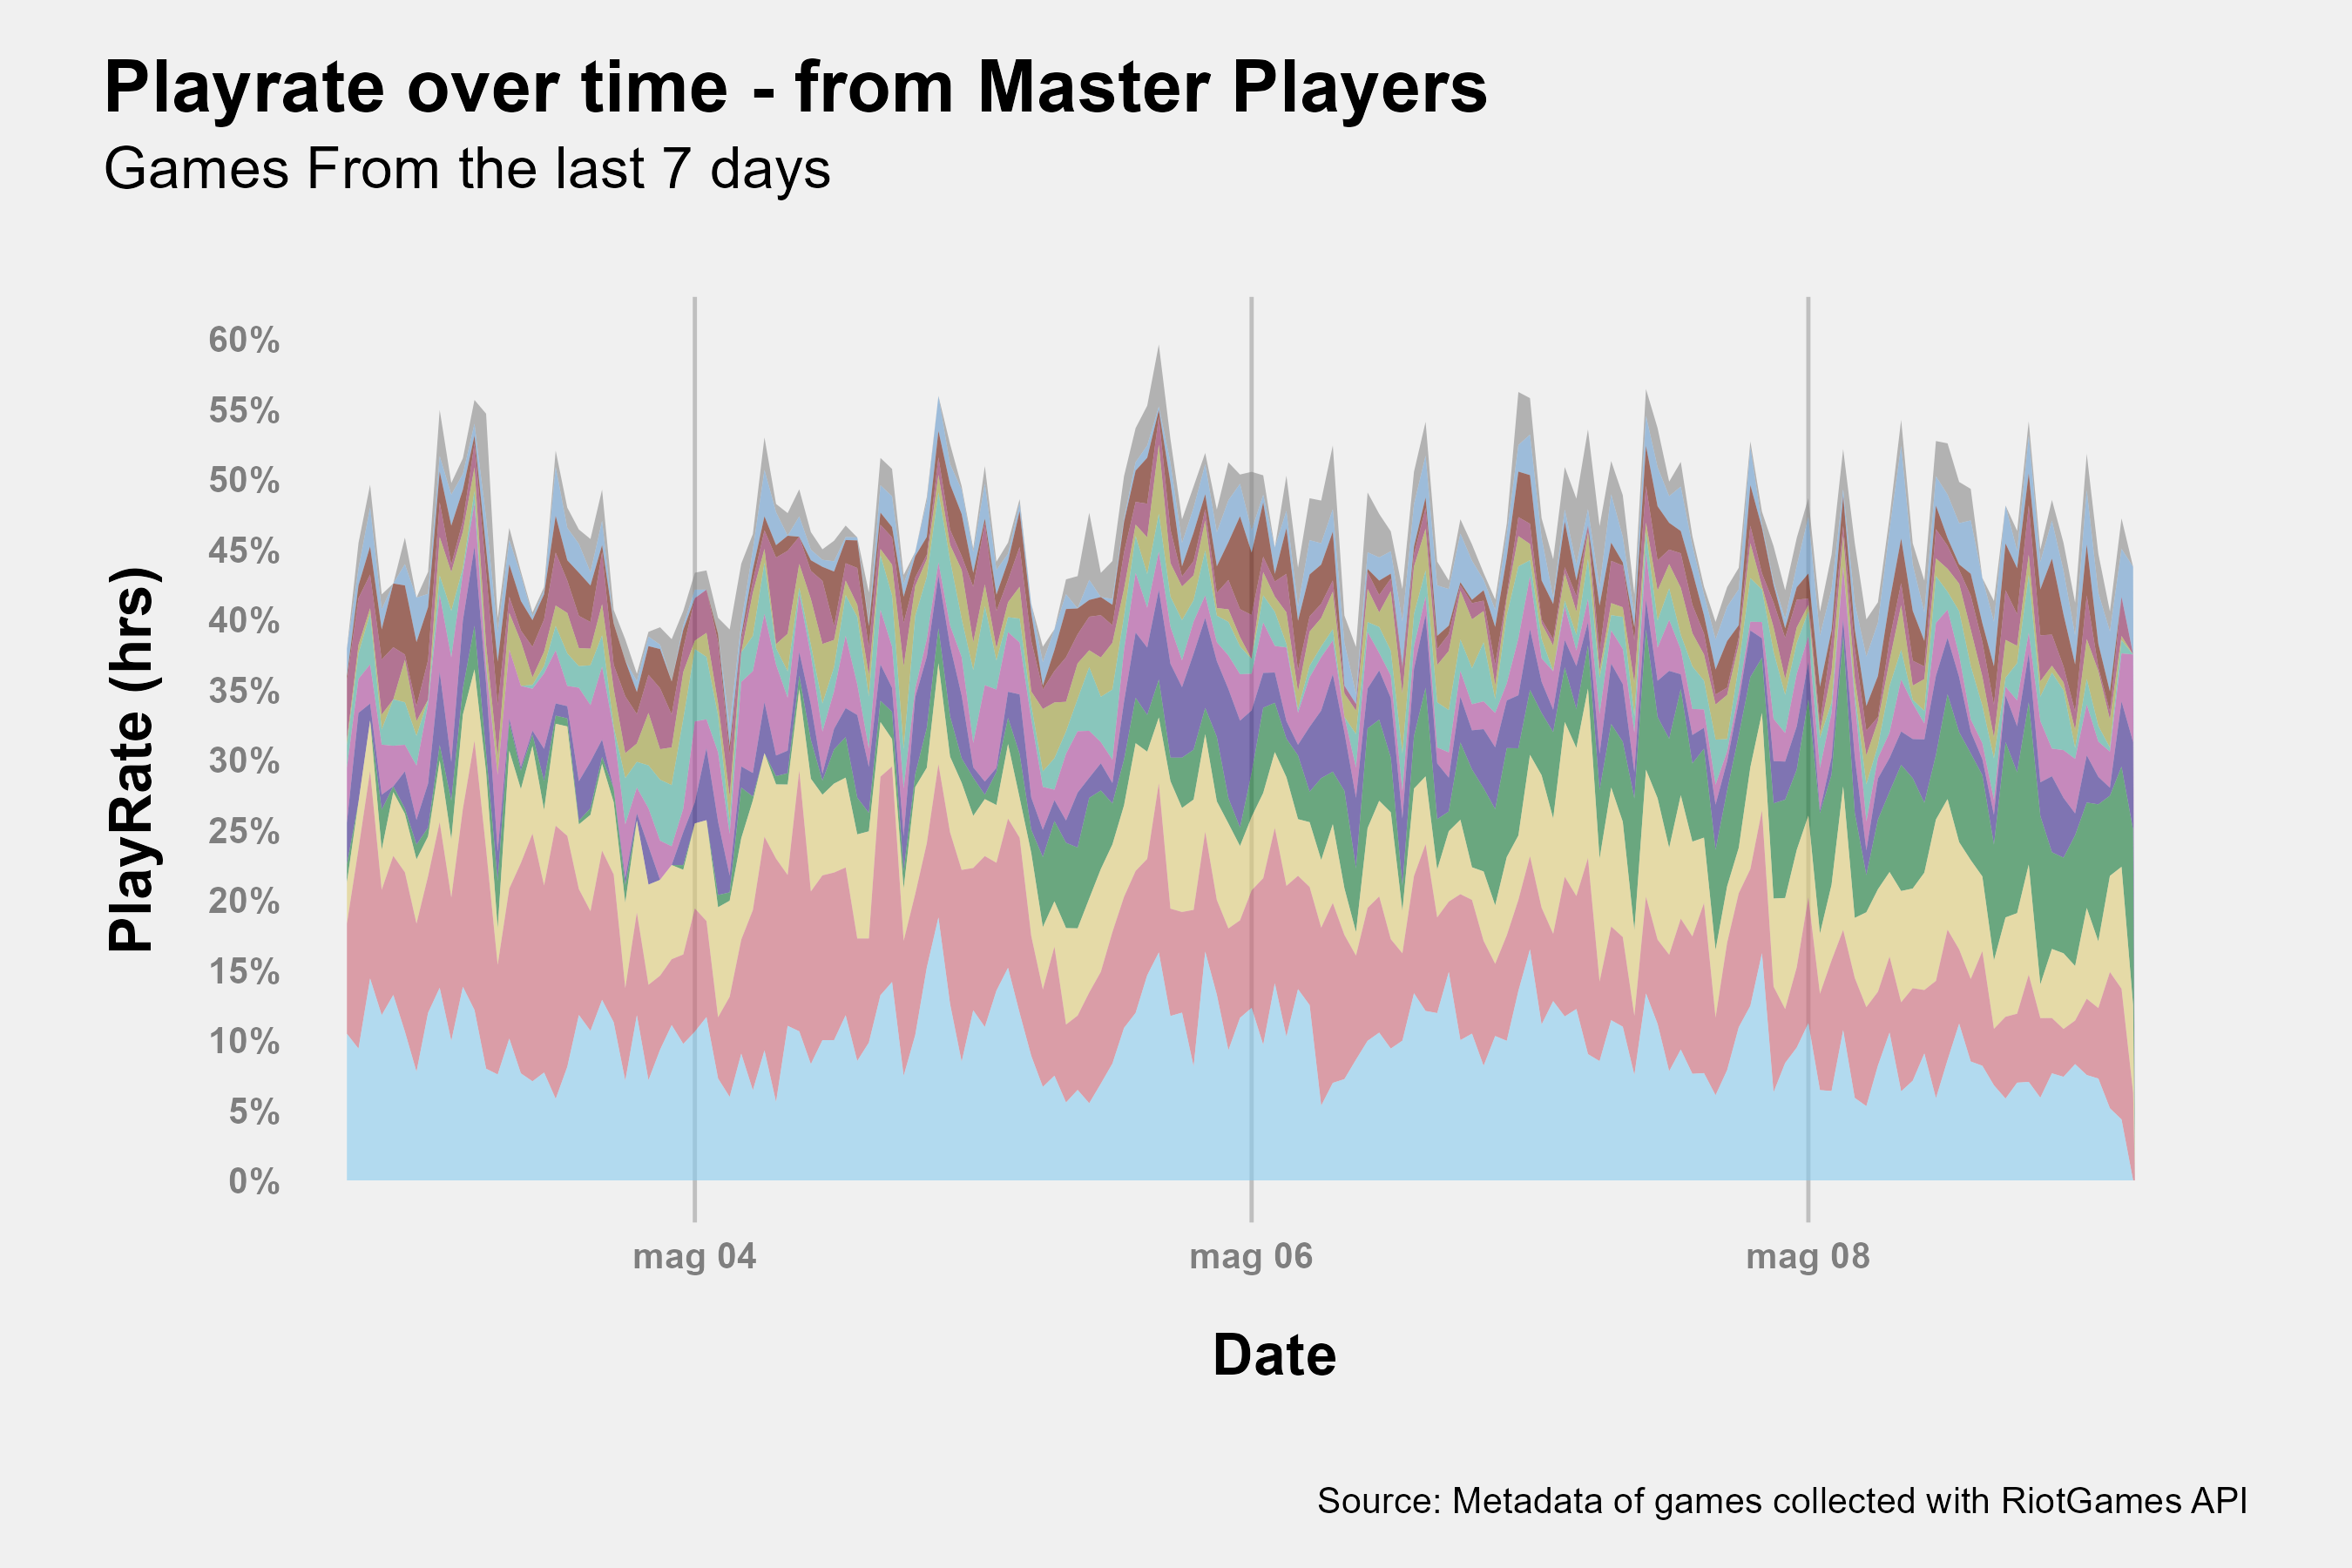 Playrate over time - from Master Players
Games From the last 7 days
60%
55%
50%
45%
40%
35%
30%
25%
20%
15%
10%
5%
0%
PlayRate (hrs)
mag 04
mag 06
mag 08
Date
Source: Metadata of games collected with RiotGames API